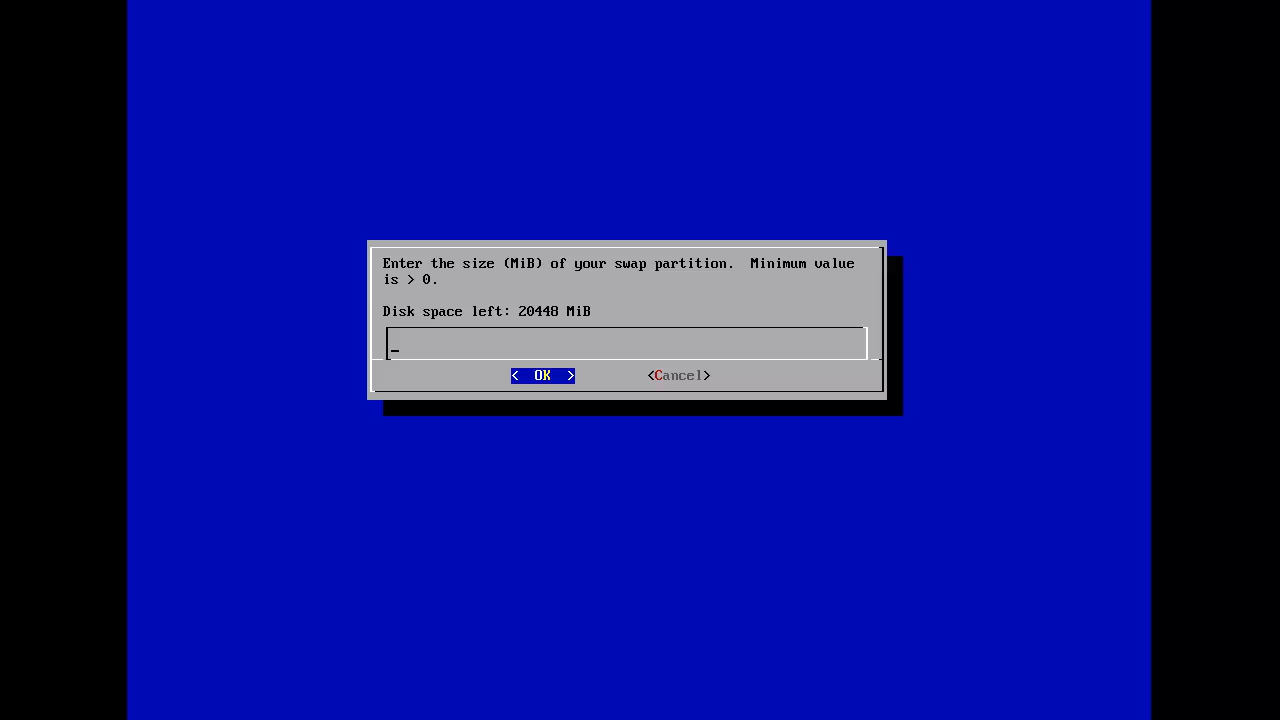 Enter the size (MiB) of your swap partition.  Minimum value
is > 0.
Disk space left: 20448 MiB
_
<  OK  > <Cancel>